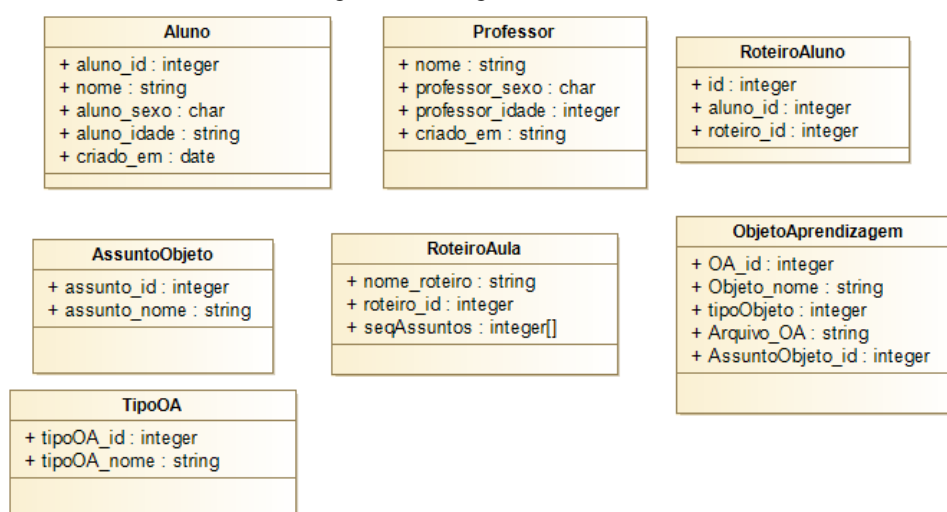 Aluno
+ aluno_id : integer
+ nome : string
+ aluno_sexo : char
+ aluno_idade : string
+ criado_em : date
Professor
+ nome : string
+ professor_sexo : char
+ professor_idade : integer
+ criado_em : string
RoteiroAluno
+ id : integer
+ aluno_id : integer
+ roteiro_id : integer
AssuntoObjeto
+ assunto_id : integer
+ assunto_nome : string
RoteiroAula
+ nome_roteiro : string
+ roteiro_id : integer
+ seqAssuntos : integer[]
ObjetoAprendizagem
+ OA_id : integer
+ Objeto_nome : string
+ tipoObjeto : integer
+ Arquivo_OA : string
+ AssuntoObjeto_id : integer
TipoOA
+ tipoOA_id : integer
+ tipoOA_nome : string